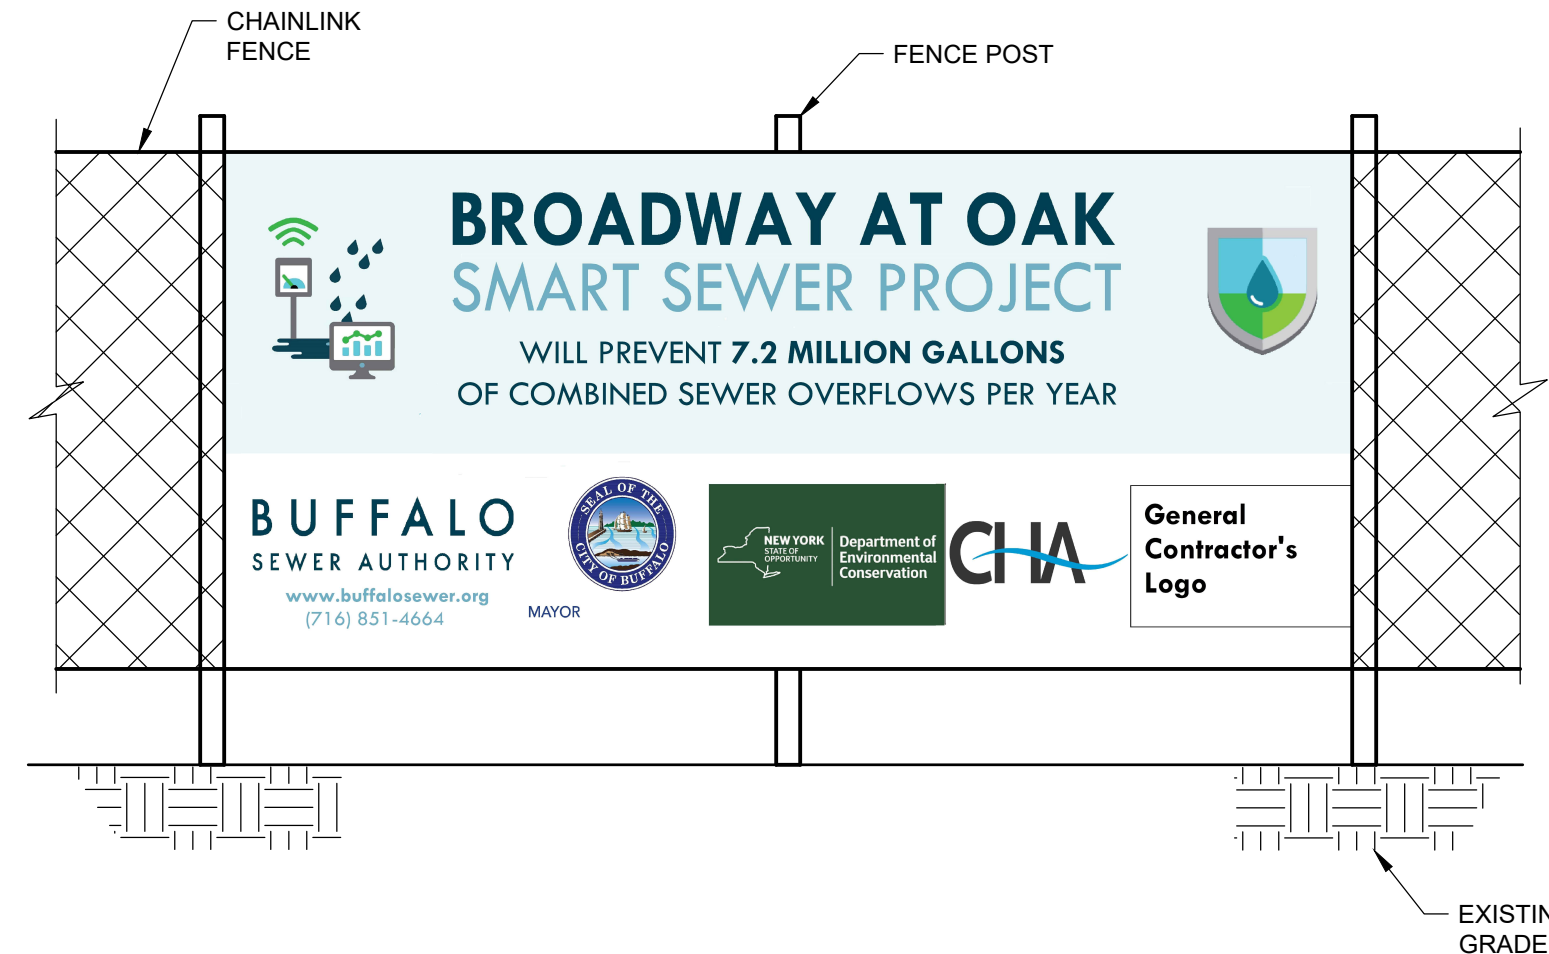 CHAINLINK
FENCE
FENCE POST
BROADWAY AT OAK
SMART SEWER PROJECT
WILL PREVENT 7.2 MILLION GALLONS
OF COMBINED SEWER OVERFLOWS PER YEAR
BUFFALO
SEWER AUTHORITY
www.buffalosewer.org
(716) 851-4664
SEAL OF THE
CITY OF BUFFALO
MAYOR
NEW YORK
STATE OF
OPPORTUNITY
Department of
Environmental
Conservation
CHA
General
Contractor's
Logo
EXISTIN
GRADE